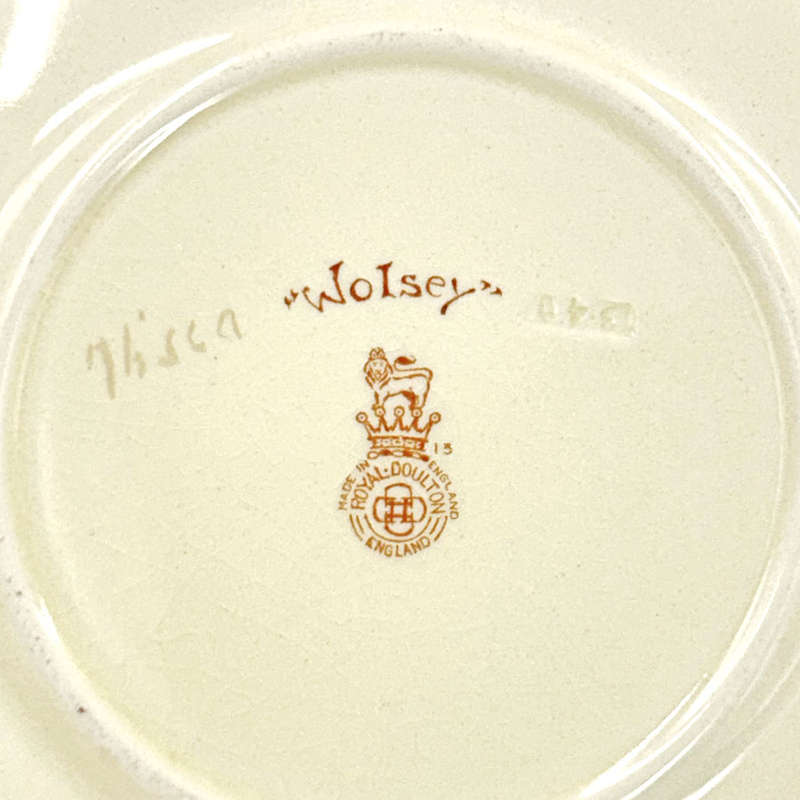 "Wolsey"
13
MADE IN ENGLAND
ROYAL·DOULTON
ENGLAND